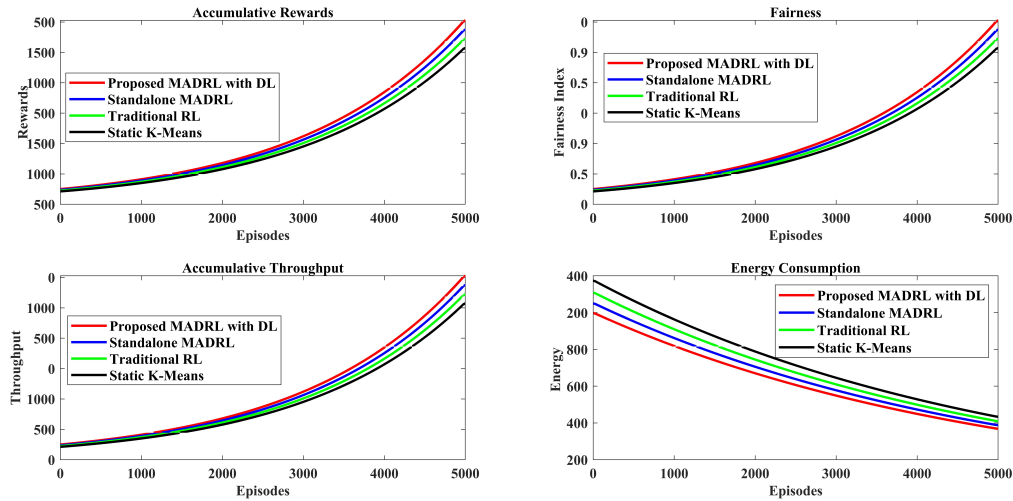 Accumulative Rewards
500
1500
1000
500
1500
1000
500
Rewards
Proposed MADRL with DL
Standalone MADRL
Traditional RL
Static K-Means
0 1000 2000 3000 4000 5000
Episodes
Fairness
0
0.9
0.5
0
0.9
0.5
0
Fairness Index
Proposed MADRL with DL
Standalone MADRL
Traditional RL
Static K-Means
0 1000 2000 3000 4000 5000
Episodes
Accumulative Throughput
0
1000
500
0
1000
500
0
Throughput
Proposed MADRL with DL
Standalone MADRL
Traditional RL
Static K-Means
0 1000 2000 3000 4000 5000
Episodes
Energy Consumption
400
200
800
600
400
200
Energy
Proposed MADRL with DL
Standalone MADRL
Traditional RL
Static K-Means
0 1000 2000 3000 4000 5000
Episodes